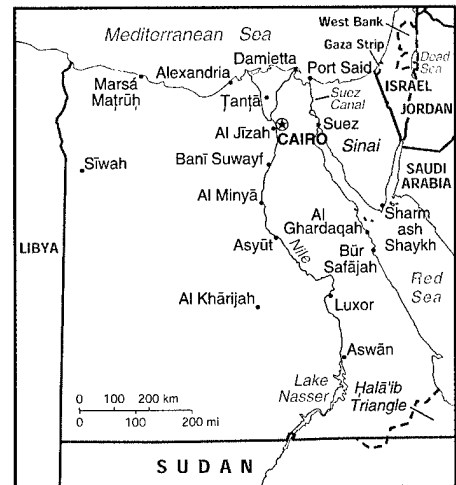 Mediterranean Sea
West Bank
Gaza Strip
Dead
Sea
Damietta
Alexandria
Port Said
Marsá
Maṭrūḥ
Ṭanṭā
Suez
Canal
ISRAEL
JORDAN
Al Jīzah
CAIRO
Suez
Sinai
Sīwah
Banī Suwayf
SAUDI
ARABIA
Al Minyā
Al
Ghardaqah
Sharm
ash
Shaykh
LIBYA
Asyūt
Nile
Būr
Safājah
Red
Sea
Al Khārijah
Luxor
Aswān
Lake
Nasser
Ḥalā'ib
Triangle
0 100 200 km
0 100 200 mi
SUDAN